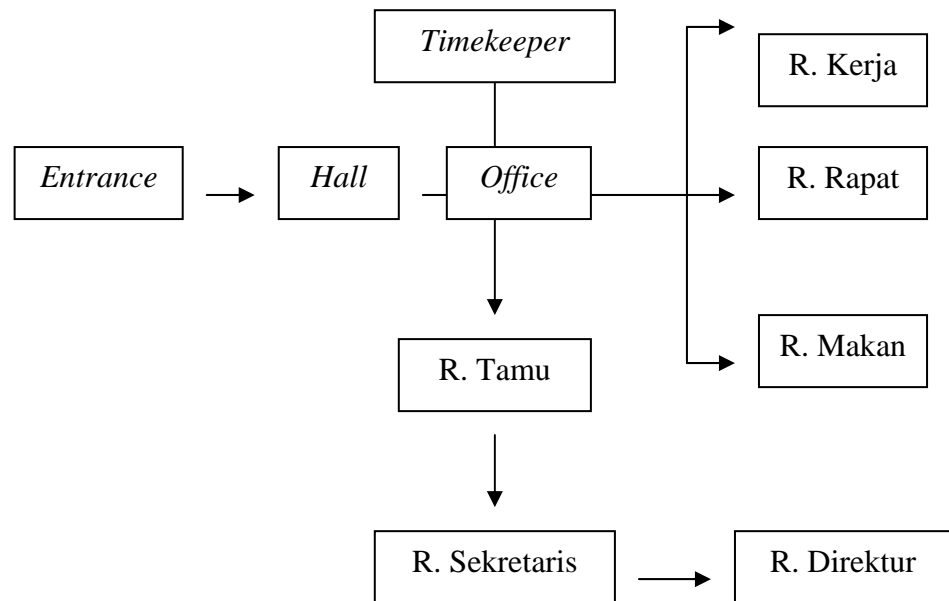 Timekeeper
R. Kerja
Entrance
Hall
Office
R. Rapat
R. Tamu
R. Makan
R. Sekretaris
R. Direktur